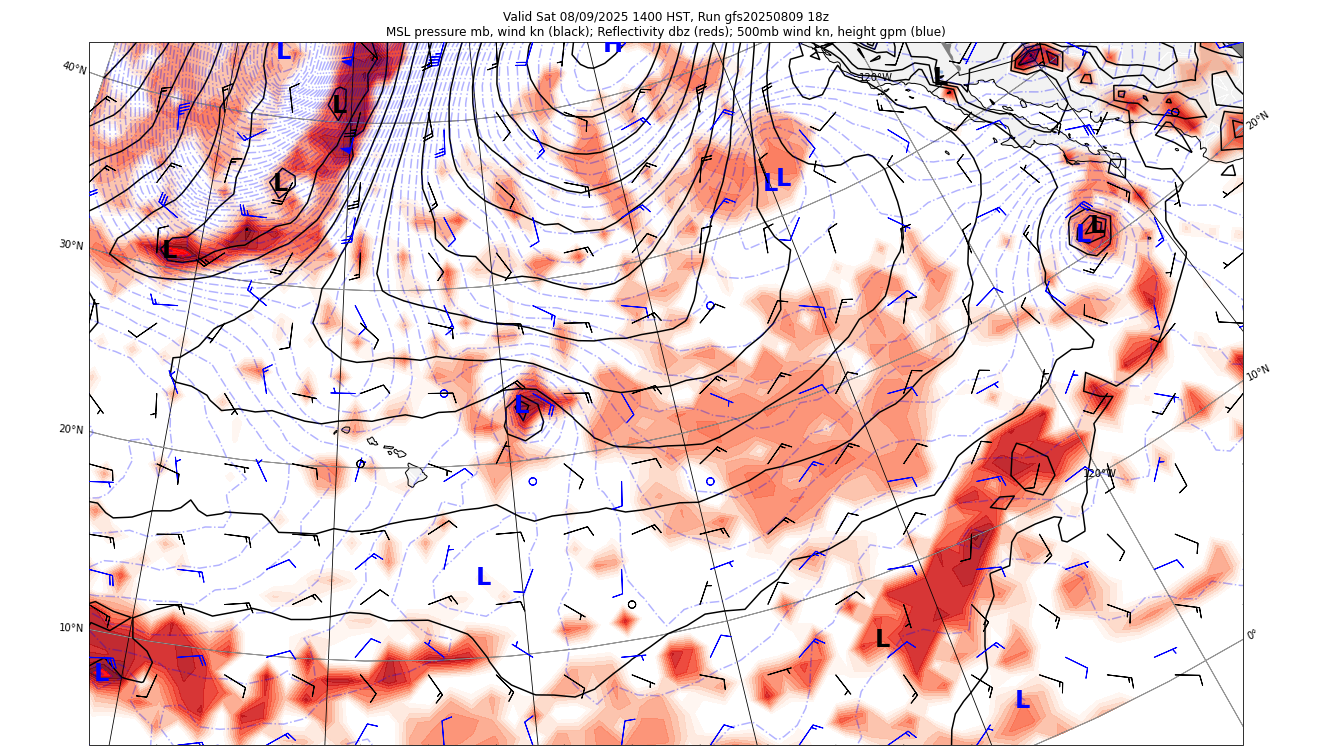 Valid Sat 08/09/2025 1400 HST, Run gfs20250809 18z
MSL pressure mb, wind kn (black); Reflectivity dbz (reds); 500mb wind kn, height gpm (blue)
L
H
40°N
L
120°W
L
20°N
L
L
L
30°N
L
L
L
10°N
L
20°N
120°W
L
10°N
L
0°
L
L